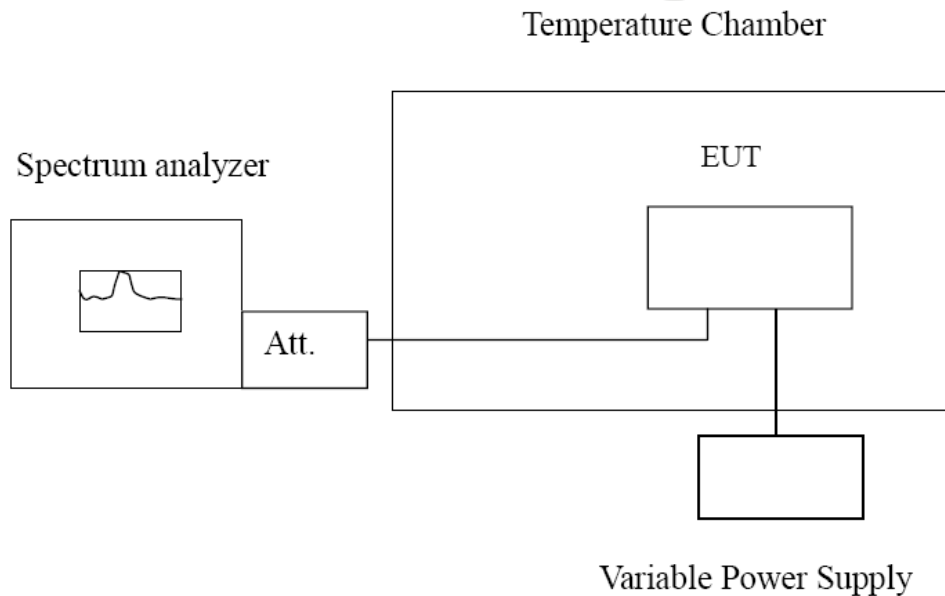 Temperature Chamber
Spectrum analyzer
EUT
Att.
Variable Power Supply